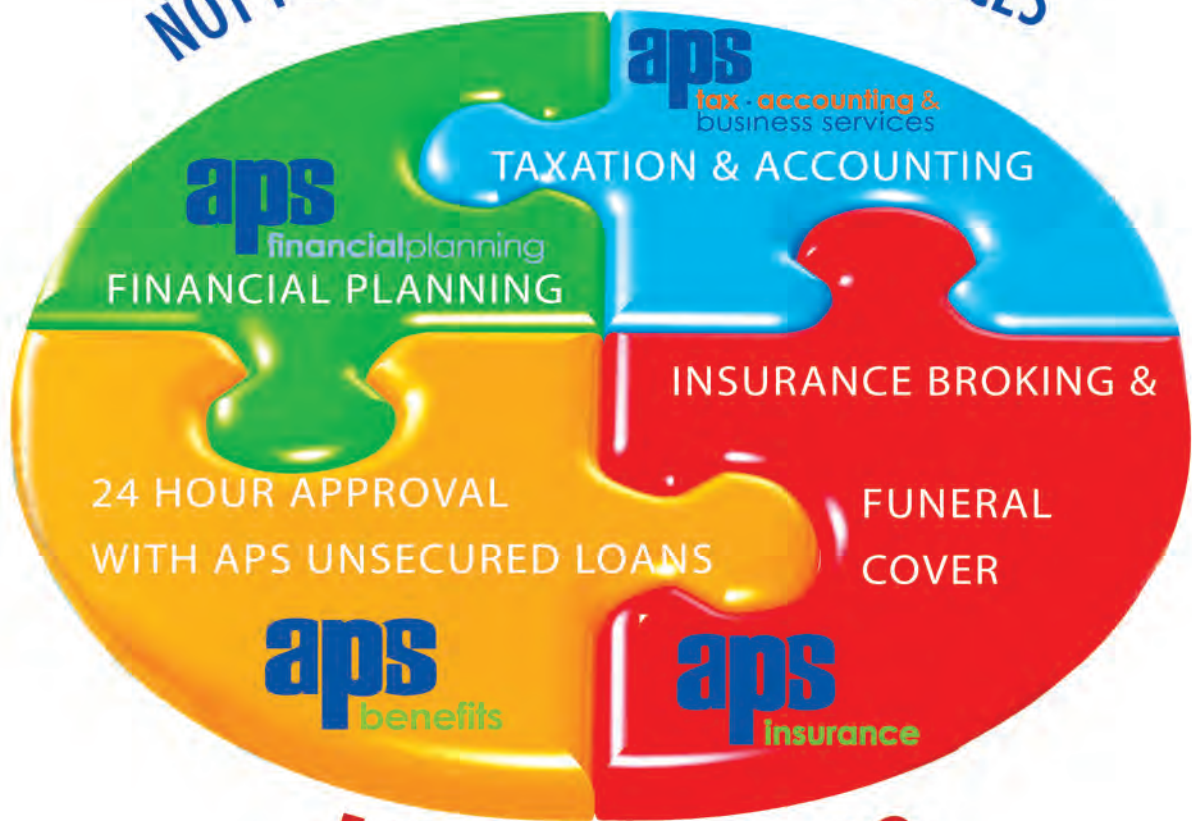 aps
tax · accounting &
business services
TAXATION & ACCOUNTING
aps
financialplanning
FINANCIAL PLANNING
INSURANCE BROKING &
FUNERAL
COVER
24 HOUR APPROVAL
WITH APS UNSECURED LOANS
aps
benefits
aps
insurance